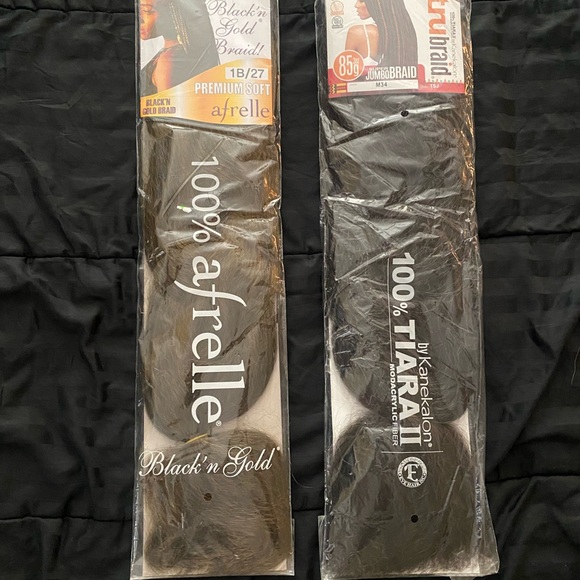 Black'n
Gold
Braid!
1B/27
PREMIUM SOFT
BLACK'N
GOLD BRAID
afrelle
100% afrelle®
Black'n Gold®
tru
braid
85g
JUMBO BRAID
M34
100% TIARA II
by Kanekalon®
MODACRYLIC FIBER
E